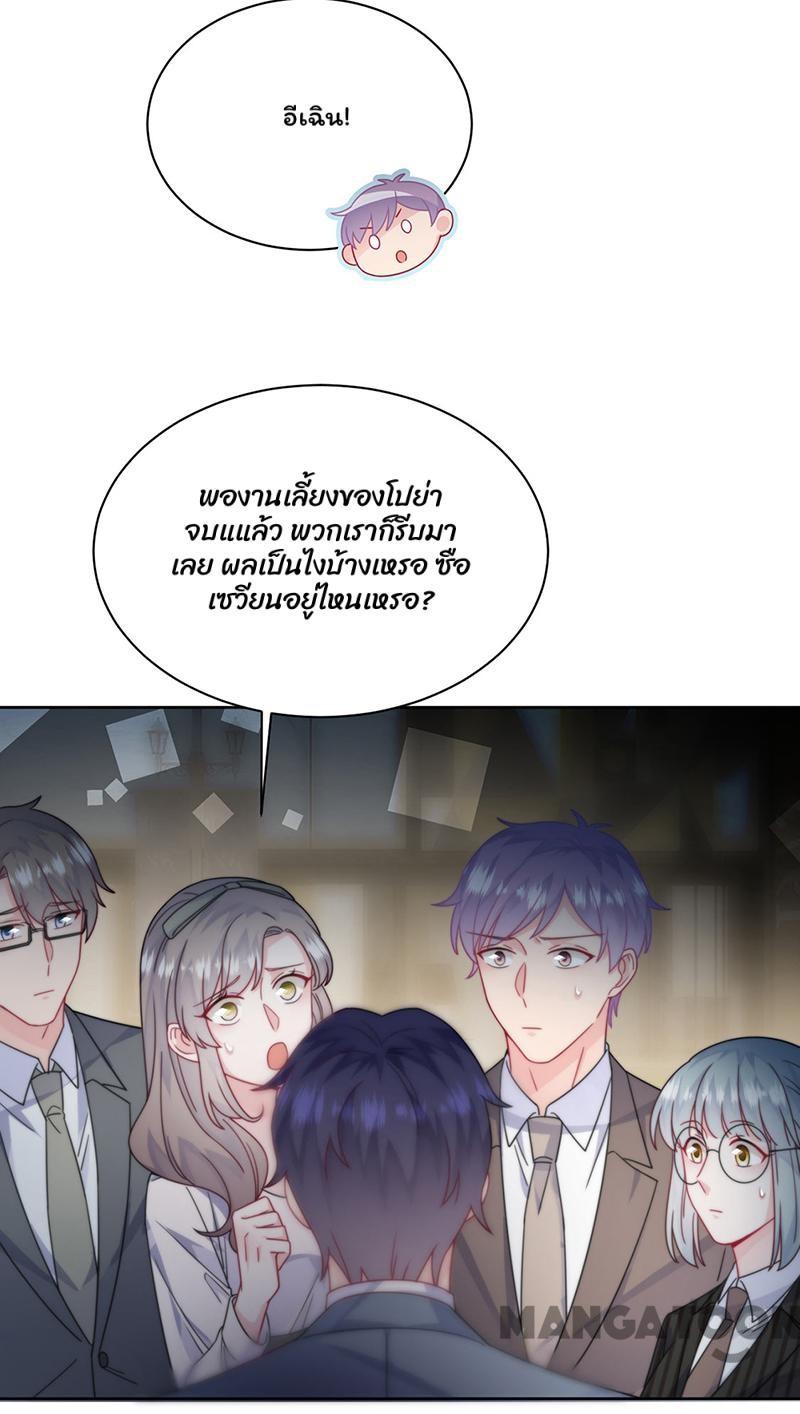 อีเฉิน!
พองานเลี้ยงของโปย่า
จบแแล้ว พวกเราก็รีบมา
เลย ผลเป็นไงบ้างเหรอ ซือ
เซวียนอยู่ไหนเหรอ?
MANGATOON